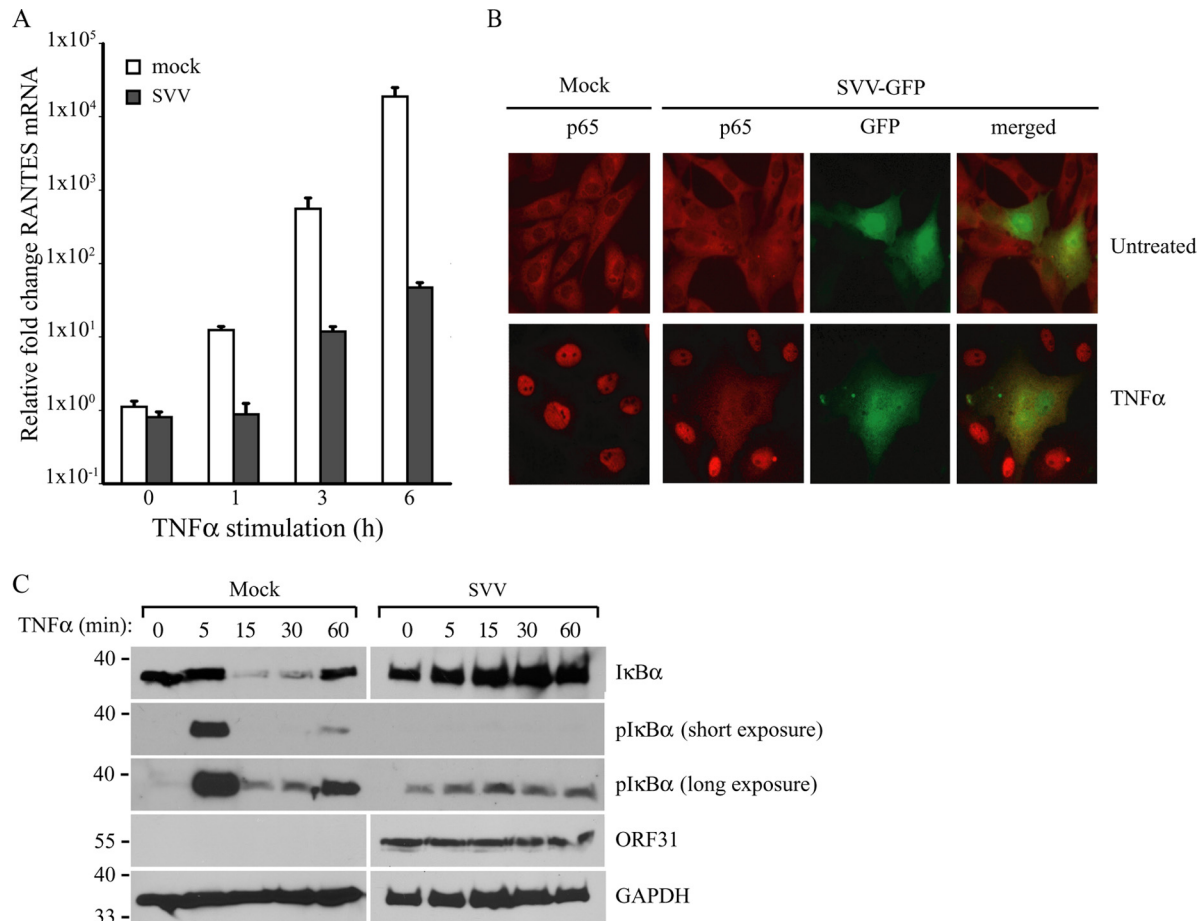 A
Relative fold change RANTES mRNA
1x10^5
1x10^4
1x10^3
1x10^2
1x10^1
1x10^0
1x10^-1
mock
SVV
0 1 3 6
TNFα stimulation (h)
B
Mock SVV-GFP
p65 p65 GFP merged
Untreated
TNFα
C
Mock SVV
TNFα (min): 0 5 15 30 60 0 5 15 30 60
40 IκBα
40 pIκBα (short exposure)
40 pIκBα (long exposure)
55 ORF31
40 GAPDH
33